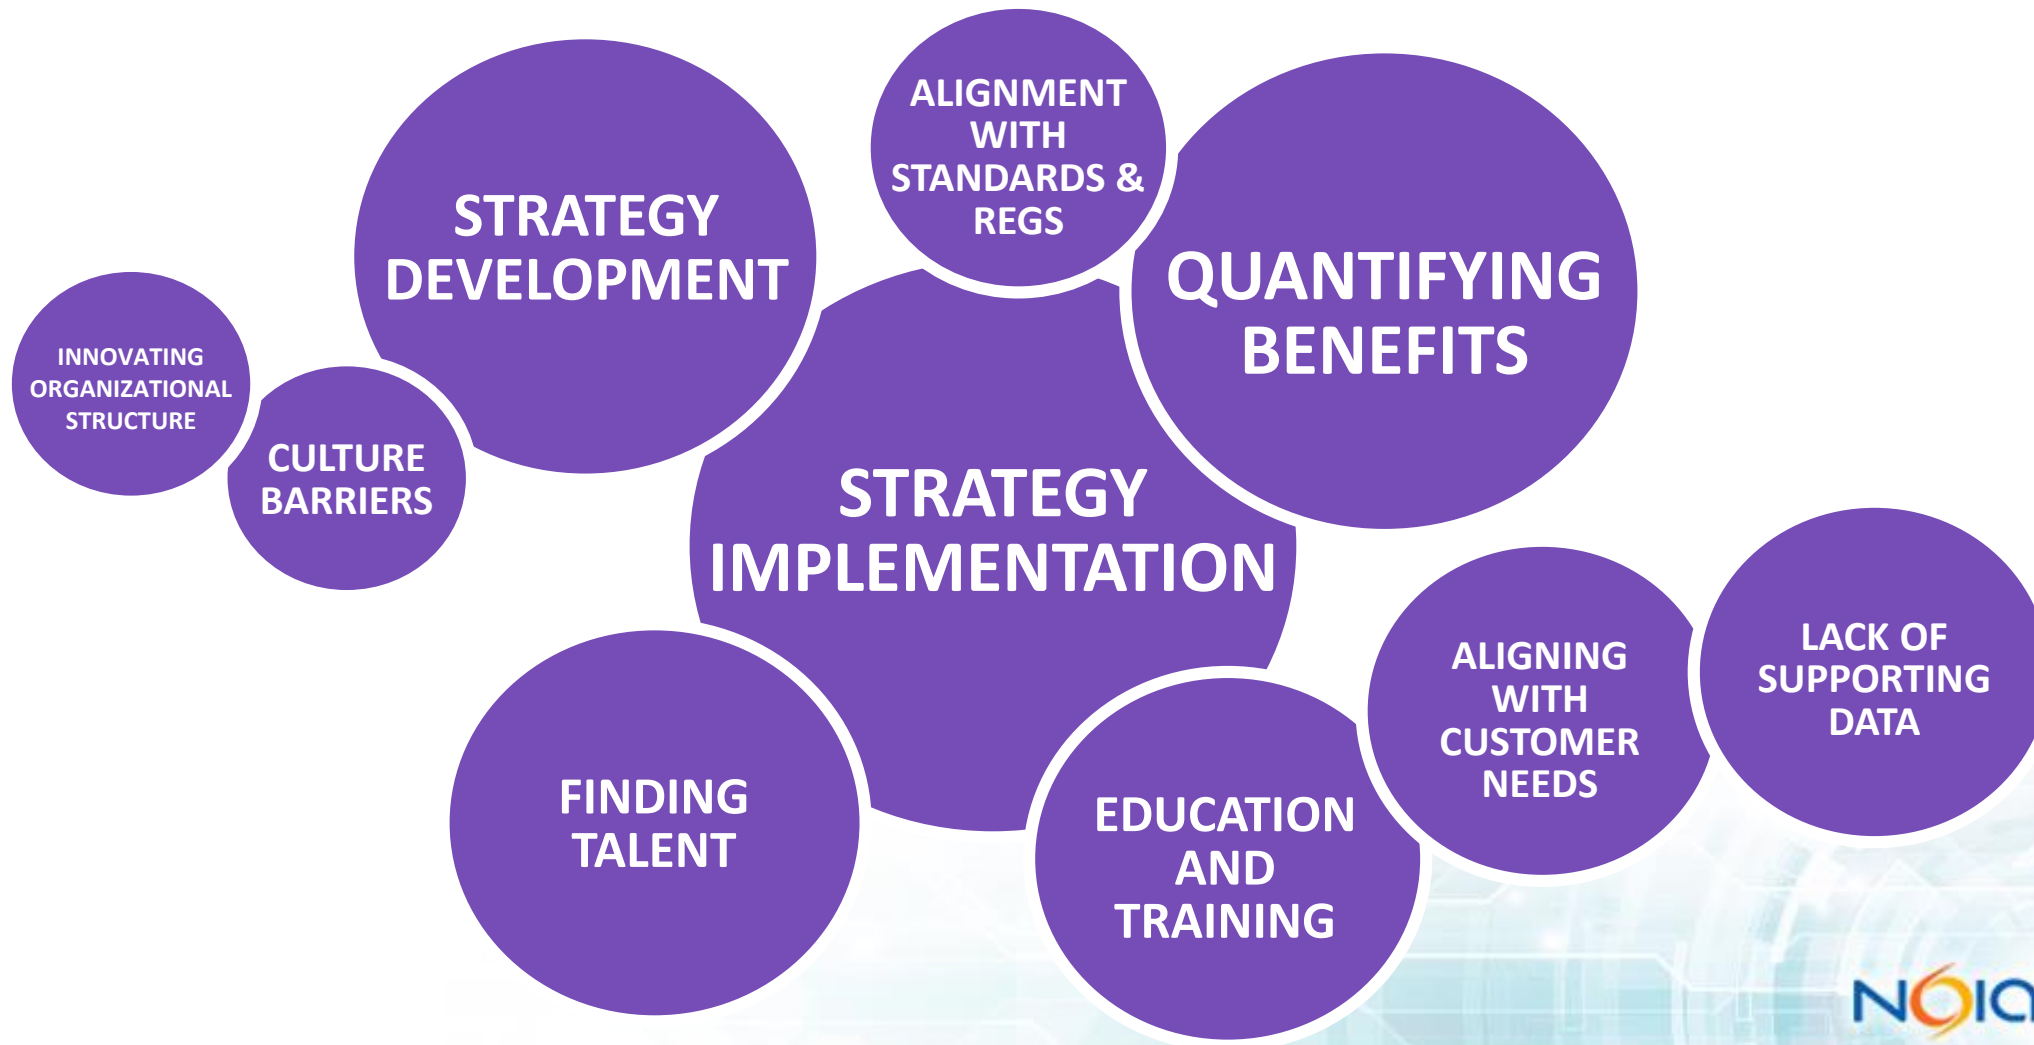 ALIGNMENT
WITH
STANDARDS &
REGS
STRATEGY
DEVELOPMENT
QUANTIFYING
BENEFITS
INNOVATING
ORGANIZATIONAL
STRUCTURE
CULTURE
BARRIERS
STRATEGY
IMPLEMENTATION
ALIGNING
WITH
CUSTOMER
NEEDS
LACK OF
SUPPORTING
DATA
FINDING
TALENT
EDUCATION
AND
TRAINING
NOIA